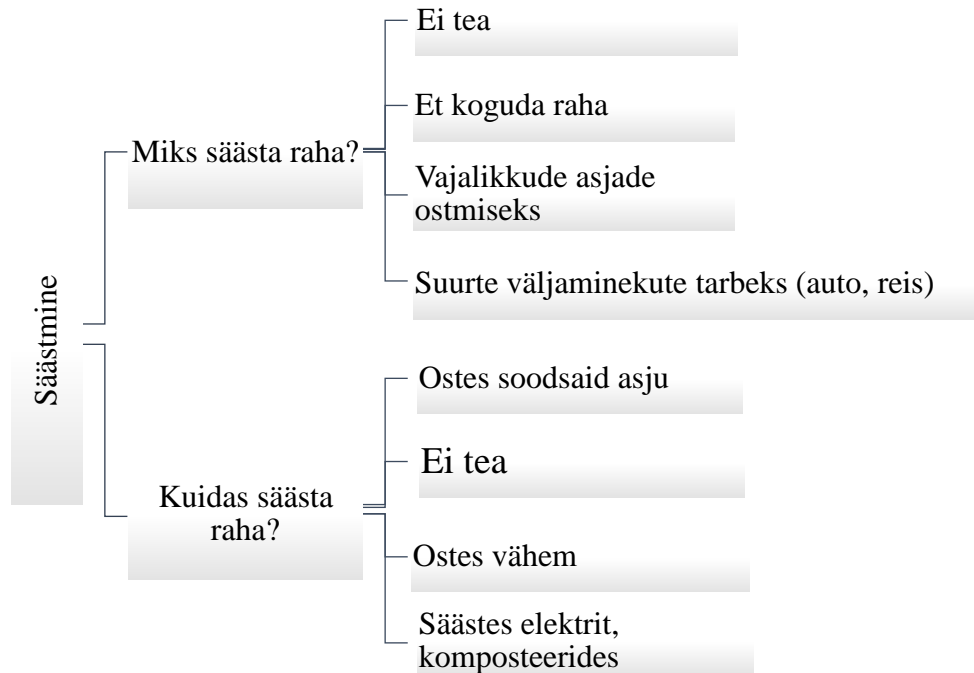 Säästmine
Miks säästa raha?
Ei tea
Et koguda raha
Vajalikkude asjade
ostmiseks
Suurte väljaminekute tarbeks (auto, reis)
Kuidas säästa
raha?
Ostes soodsaid asju
Ei tea
Ostes vähem
Säästes elektrit,
komposteerides